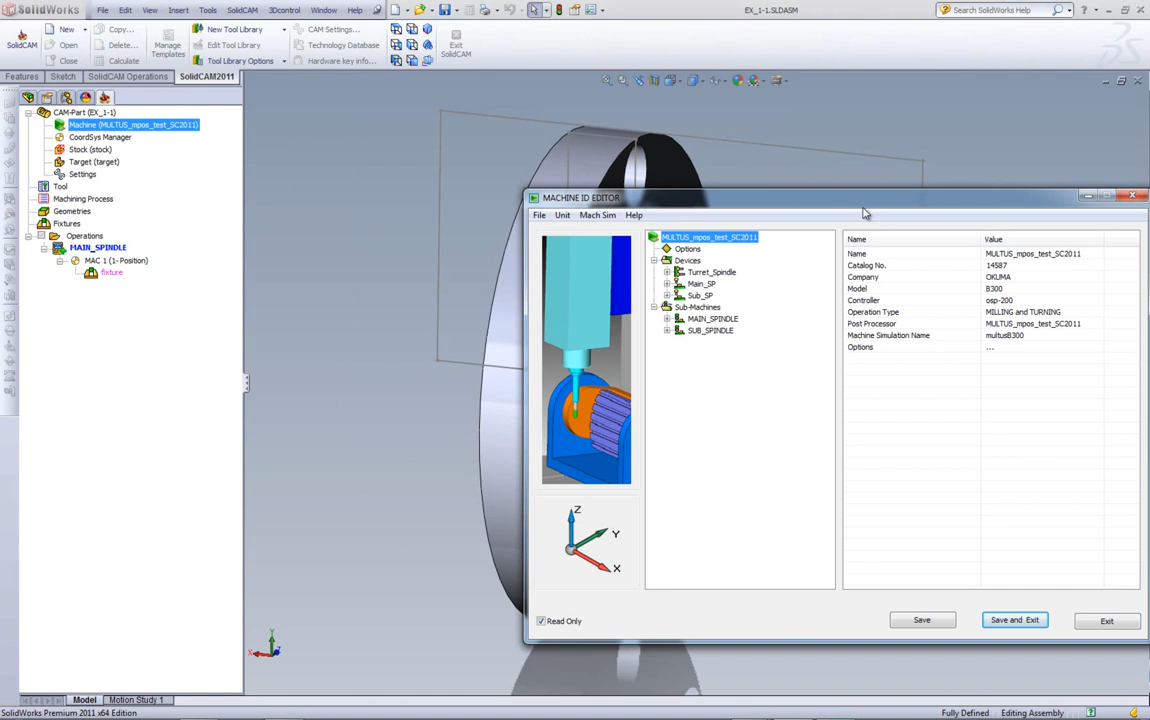 SolidWorks File Edit View Insert Tools SolidCAM 3Dcontrol Window Help EX_1-1.SLDASM Search SolidWorks Help
SolidCAM
New Copy...
Open Delete...
Close Calculate
Manage Templates
New Tool Library
Edit Tool Library
Tool Library Options
CAM Settings...
Technology Database
Hardware key info...
Exit SolidCAM
Features Sketch SolidCAM Operations SolidCAM2011
CAM-Part (EX_1-1)
Machine (MULTUS_mpos_test_SC2011)
CoordSys Manager
Stock (stock)
Target (target)
Settings
Tool
Machining Process
Geometries
Fixtures
Operations
MAIN_SPINDLE
MAC 1 (1- Position)
fixture
MACHINE ID EDITOR
File Unit Mach Sim Help
MULTUS_mpos_test_SC2011
Options
Devices
Turret_Spindle
Main_SP
Sub_SP
Sub-Machines
MAIN_SPINDLE
SUB_SPINDLE
Name Value
Name MULTUS_mpos_test_SC2011
Catalog No. 14587
Company OKUMA
Model B300
Controller osp-200
Operation Type MILLING and TURNING
Post Processor MULTUS_mpos_test_SC2011
Machine Simulation Name multusB300
Options ...
Z
Y
X
Read Only
Save Save and Exit Exit
Y
X
Z
Model Motion Study 1
SolidWorks Premium 2011 x64 Edition Fully Defined Editing Assembly